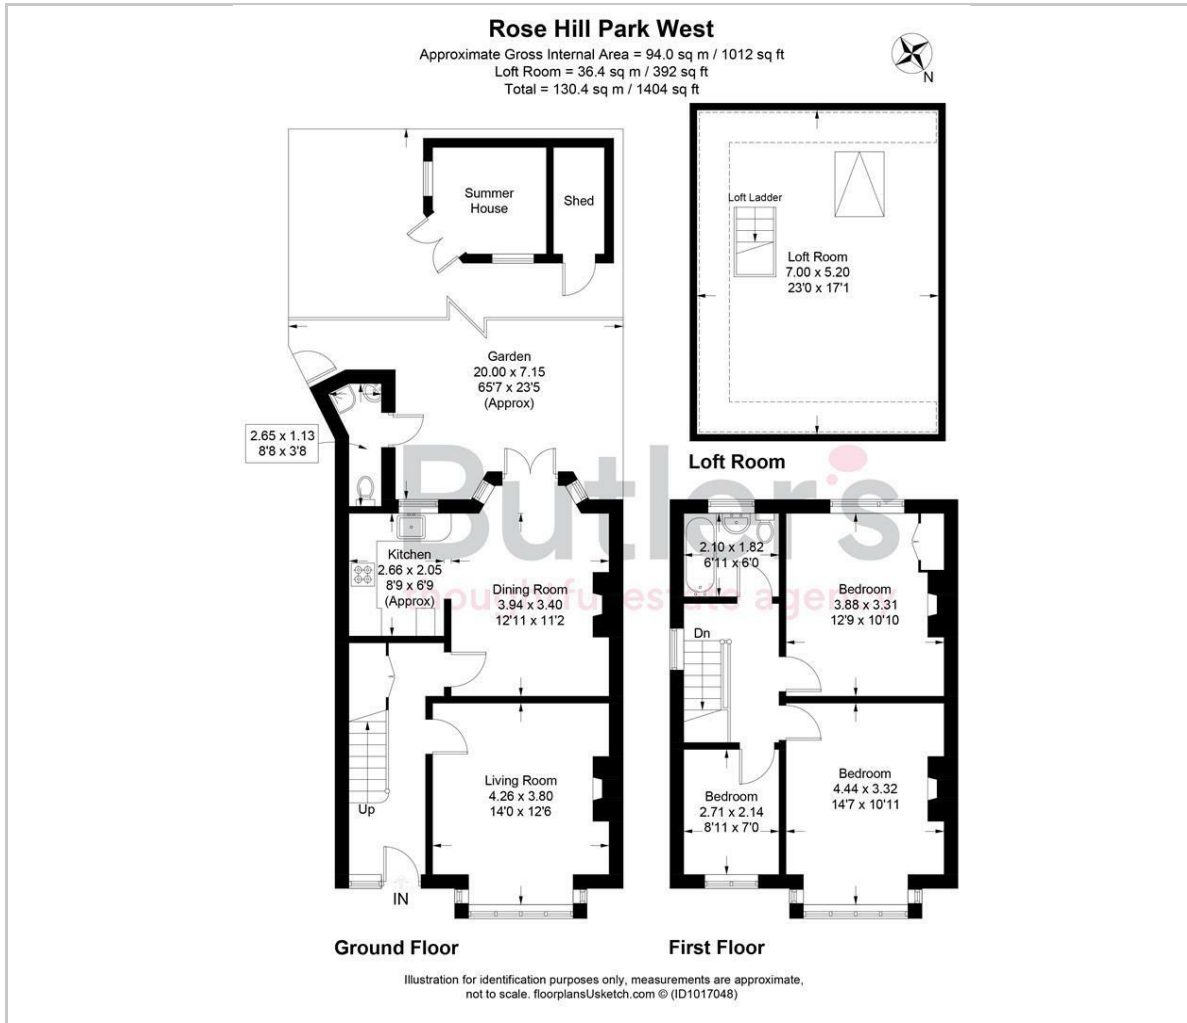 Rose Hill Park West
Approximate Gross Internal Area = 94.0 sq m / 1012 sq ft
Loft Room = 36.4 sq m / 392 sq ft
Total = 130.4 sq m / 1404 sq ft
N
Summer
House
Shed
Loft Ladder
Loft Room
7.00 x 5.20
23'0 x 17'1
Garden
20.00 x 7.15
65'7 x 23'5
(Approx)
2.65 x 1.13
8'8 x 3'8
Loft Room
Butler's
thoughtful estate agency
Kitchen
2.66 x 2.05
8'9 x 6'9
(Approx)
Dining Room
3.94 x 3.40
12'11 x 11'2
2.10 x 1.82
6'11 x 6'0
Bedroom
3.88 x 3.31
12'9 x 10'10
Dn
Living Room
4.26 x 3.80
14'0 x 12'6
Up
Bedroom
2.71 x 2.14
8'11 x 7'0
Bedroom
4.44 x 3.32
14'7 x 10'11
IN
Ground Floor
First Floor
Illustration for identification purposes only, measurements are approximate,
not to scale. floorplansUsketch.com © (ID1017048)